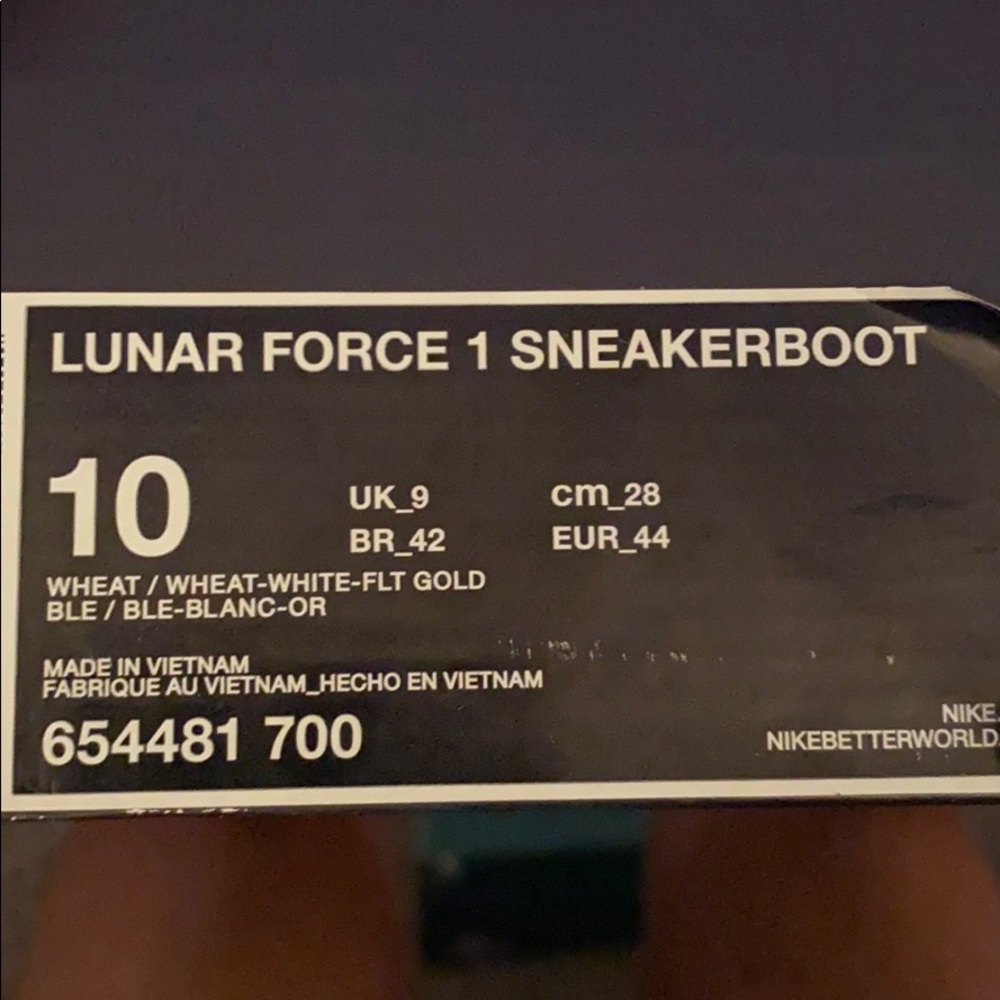 LUNAR FORCE 1 SNEAKERBOOT
10
UK_9 cm_28
BR_42 EUR_44
WHEAT / WHEAT-WHITE-FLT GOLD
BLE / BLE-BLANC-OR
MADE IN VIETNAM
FABRIQUE AU VIETNAM_HECHO EN VIETNAM
654481 700
NIKE.
NIKEBETTERWORLD.